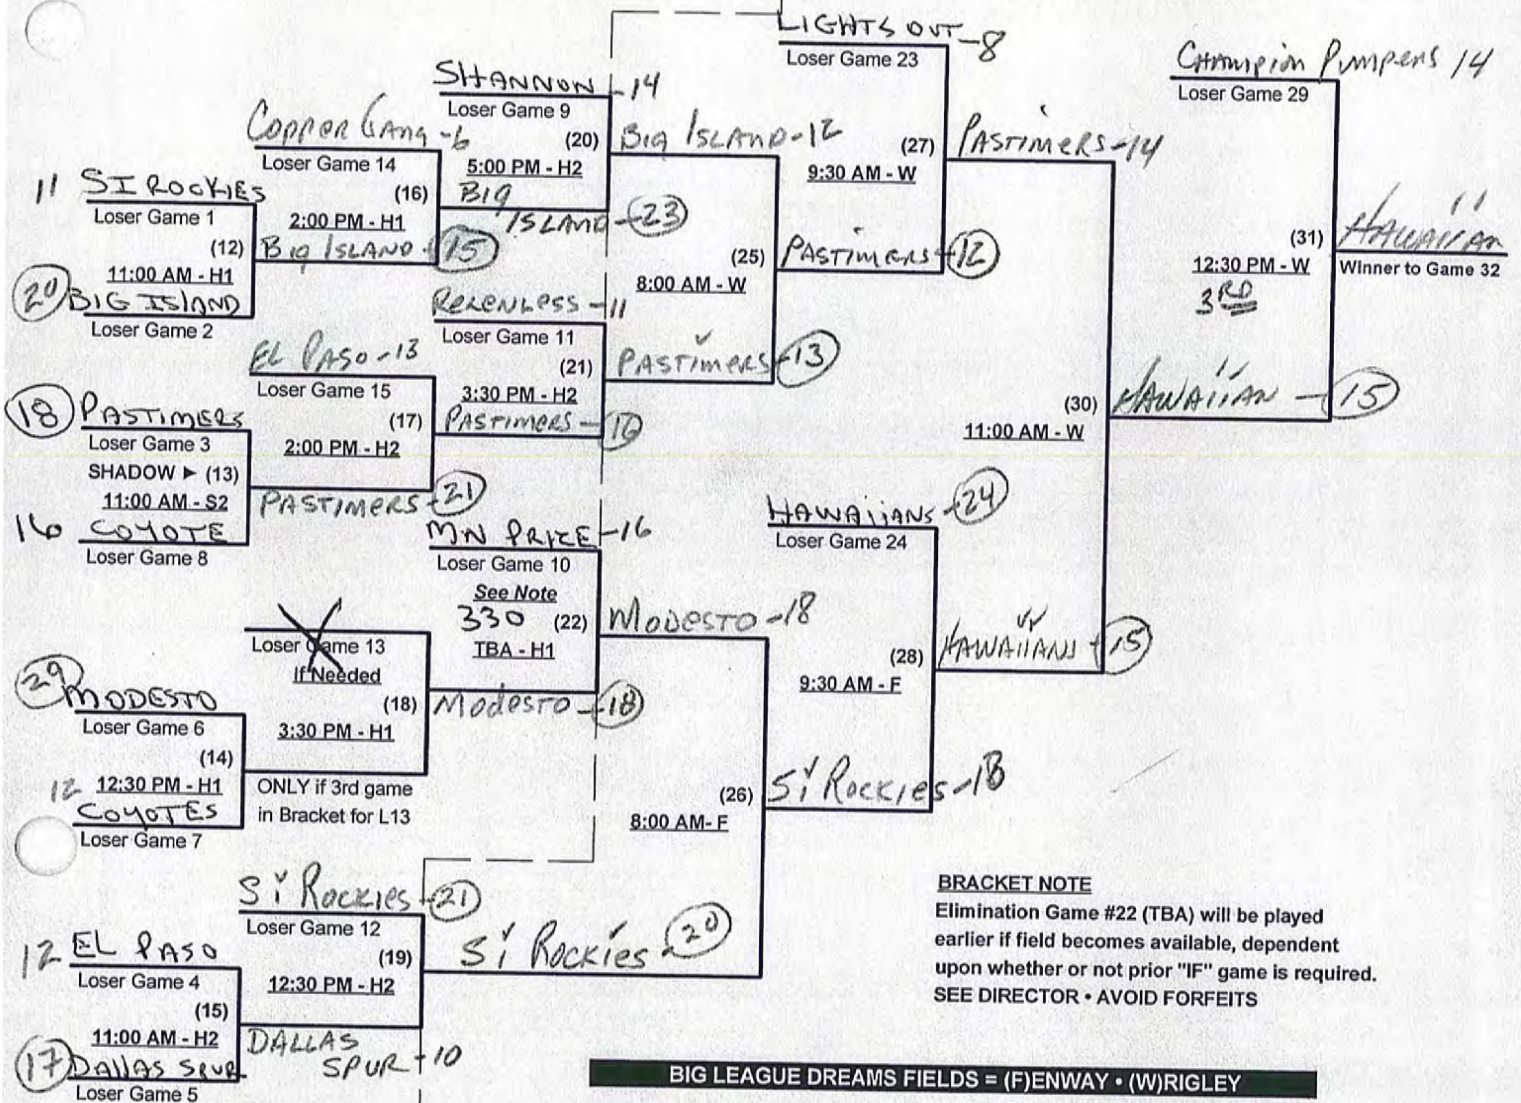 LIGHTS OUT -8
Loser Game 23
Champion Pumpers 14
Loser Game 29
SHANNON -14
Loser Game 9
(20)
5:00 PM - H2
BIG
ISLAND -23
Copper Gang -6
Loser Game 14
(16)
2:00 PM - H1
Big ISLAND 15
11 SI ROCKIES
Loser Game 1
(12)
11:00 AM - H1
20 BIG ISLAND
Loser Game 2
Big ISLAND -12
(25)
8:00 AM - W
PASTIMERS -13
(27)
9:30 AM - W
PASTIMERS 12
PASTIMERS -14
(31)
12:30 PM - W
3RD
HAWAIIAN
Winner to Game 32
RELENLESS -11
Loser Game 11
(21)
3:30 PM - H2
PASTIMERS -16
EL PASO -13
Loser Game 15
(17)
2:00 PM - H2
PASTIMERS 21
18 PASTIMERS
Loser Game 3
SHADOW ► (13)
11:00 AM - S2
16 COYOTE
Loser Game 8
(30)
11:00 AM - W
HAWAIIAN - 15
MN PRIZE -16
Loser Game 10
See Note
330 (22)
TBA - H1
Modesto -18
HAWAIIANS -24
Loser Game 24
(28)
9:30 AM - F
Si Rockies -18
HAWAIIANS 15
Loser Game 13
If Needed
(18)
3:30 PM - H1
ONLY if 3rd game
in Bracket for L13
29 MODESTO
Loser Game 6
(14)
12:30 PM - H1
12 COYOTES
Loser Game 7
MODESTO -18
(26)
8:00 AM- F
Si Rockies 20
Si Rockies 21
Loser Game 12
(19)
12:30 PM - H2
DALLAS
SPUR -10
12 EL PASO
Loser Game 4
(15)
11:00 AM - H2
17 DALLAS SPUR
Loser Game 5
BRACKET NOTE
Elimination Game #22 (TBA) will be played
earlier if field becomes available, dependent
upon whether or not prior "IF" game is required.
SEE DIRECTOR • AVOID FORFEITS
BIG LEAGUE DREAMS FIELDS = (F)ENWAY • (W)RIGLEY